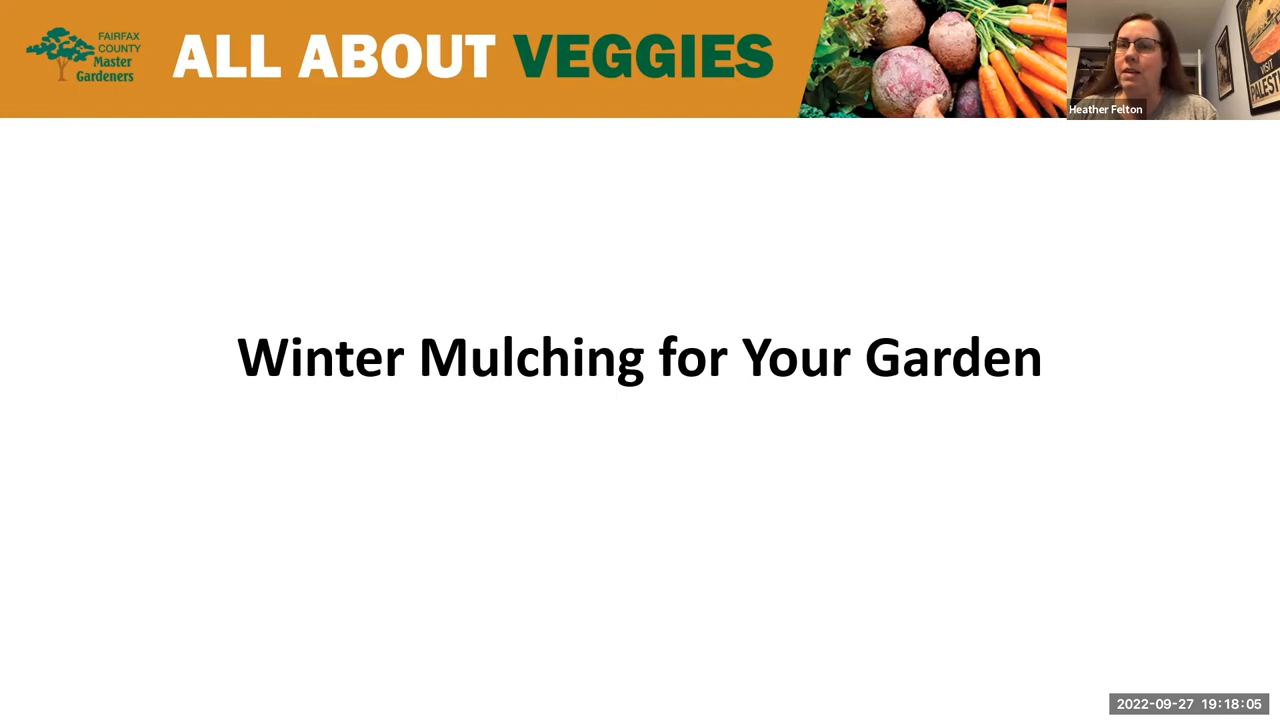 FAIRFAX
COUNTY
Master
Gardeners
ALL ABOUT VEGGIES
VISIT
Heather Felton
Winter Mulching for Your Garden
2022-09-27 19:18:05